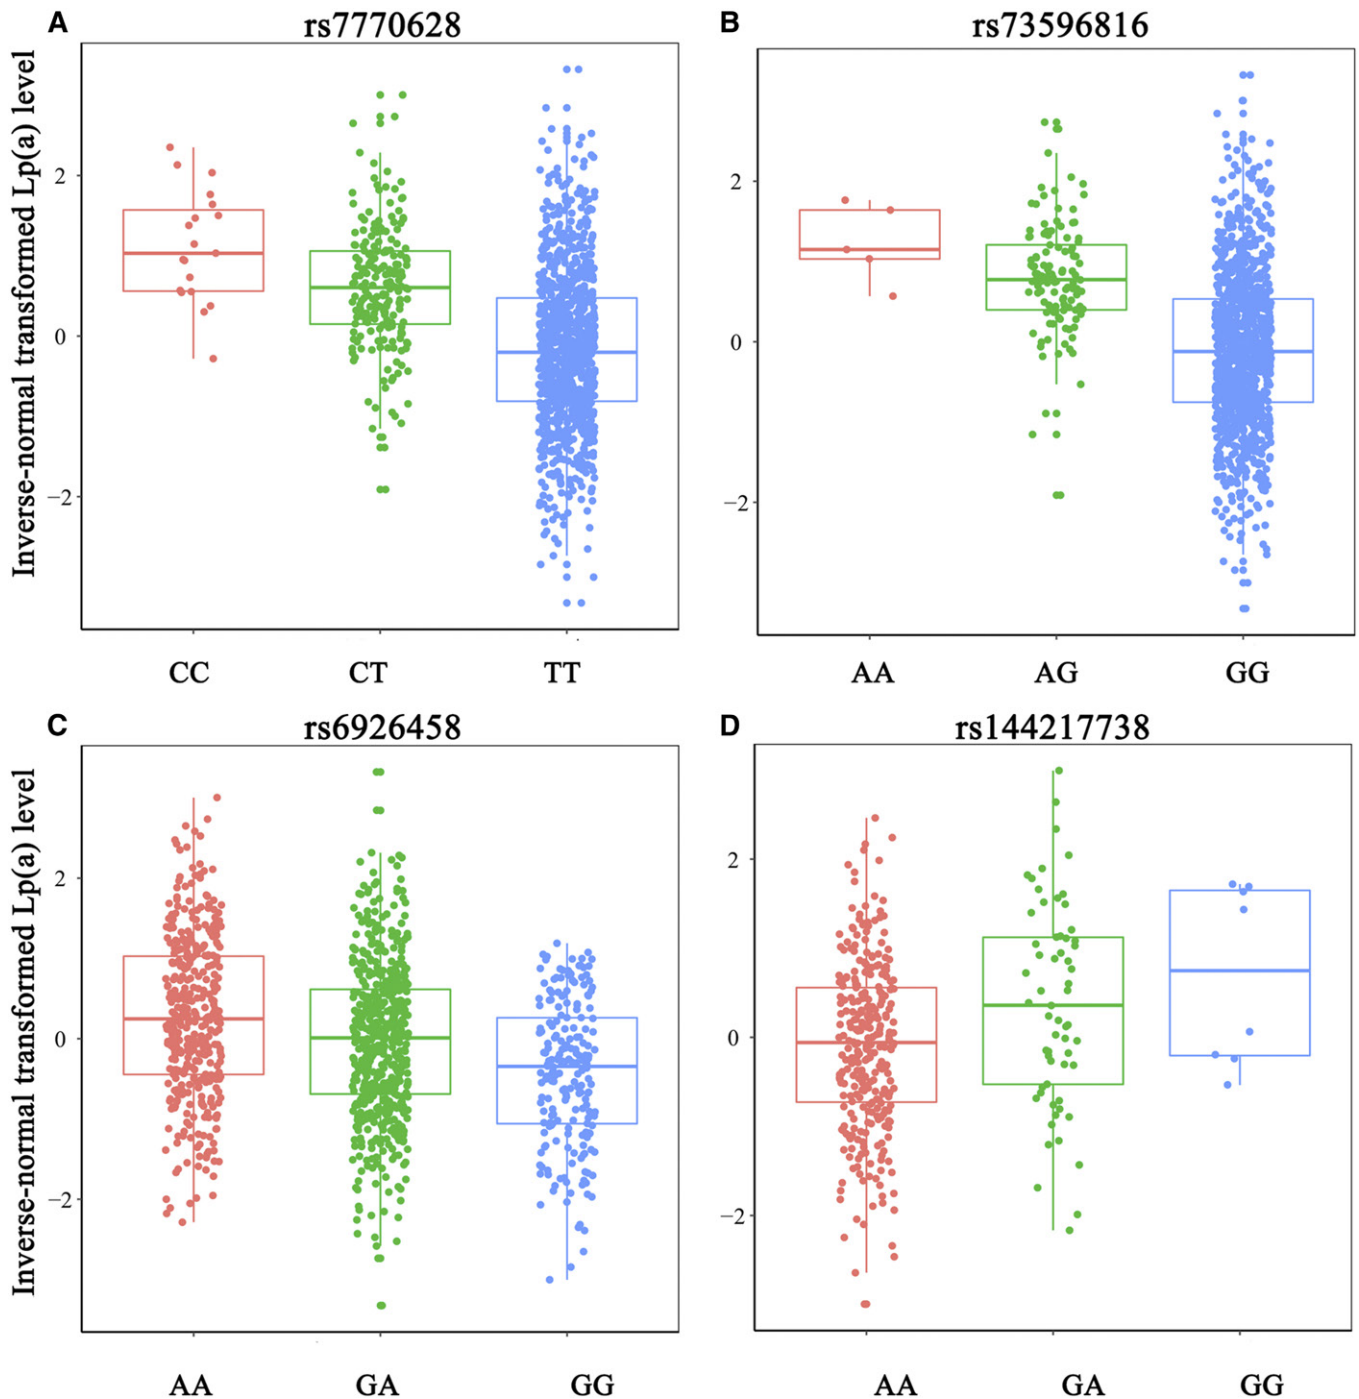 A rs7770628
B rs73596816
Inverse-normal transformed Lp(a) level
2
0
−2
CC CT TT
2
0
−2
AA AG GG
C rs6926458
D rs144217738
Inverse-normal transformed Lp(a) level
2
0
−2
AA GA GG
2
0
−2
AA GA GG